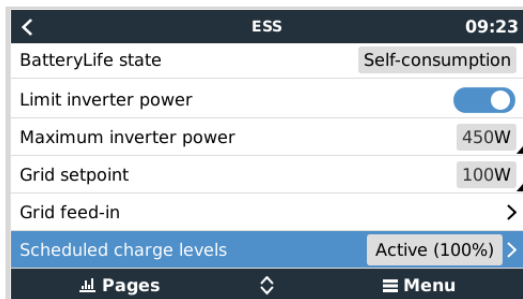 ESS 09:23
BatteryLife state Self-consumption
Limit inverter power
Maximum inverter power 450W
Grid setpoint 100W
Grid feed-in
Scheduled charge levels Active (100%)
Pages Menu